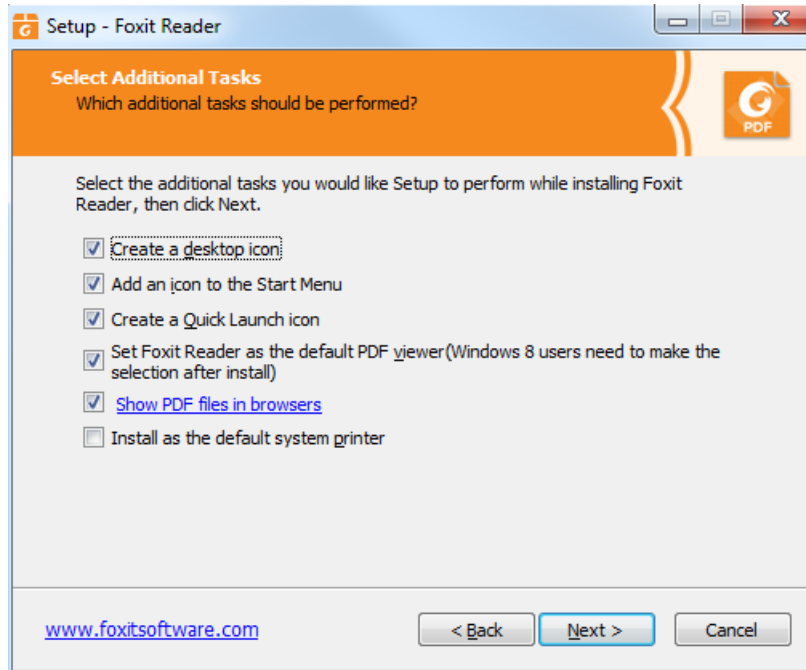 Setup - Foxit Reader
Select Additional Tasks
Which additional tasks should be performed?
PDF
Select the additional tasks you would like Setup to perform while installing Foxit
Reader, then click Next.
Create a desktop icon
Add an icon to the Start Menu
Create a Quick Launch icon
Set Foxit Reader as the default PDF viewer(Windows 8 users need to make the
selection after install)
Show PDF files in browsers
Install as the default system printer
www.foxitsoftware.com
< Back
Next >
Cancel